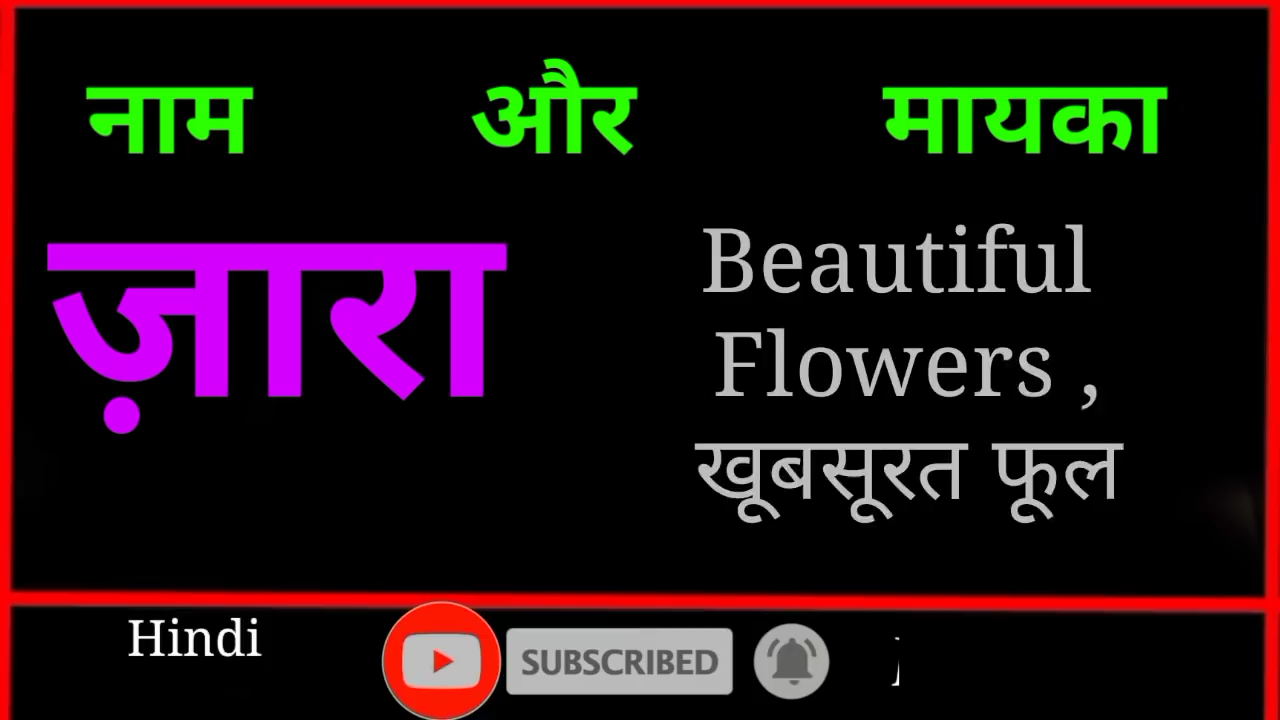 नाम और मायका
ज़ारा
Beautiful
Flowers ,
खूबसूरत फूल
Hindi
SUBSCRIBED